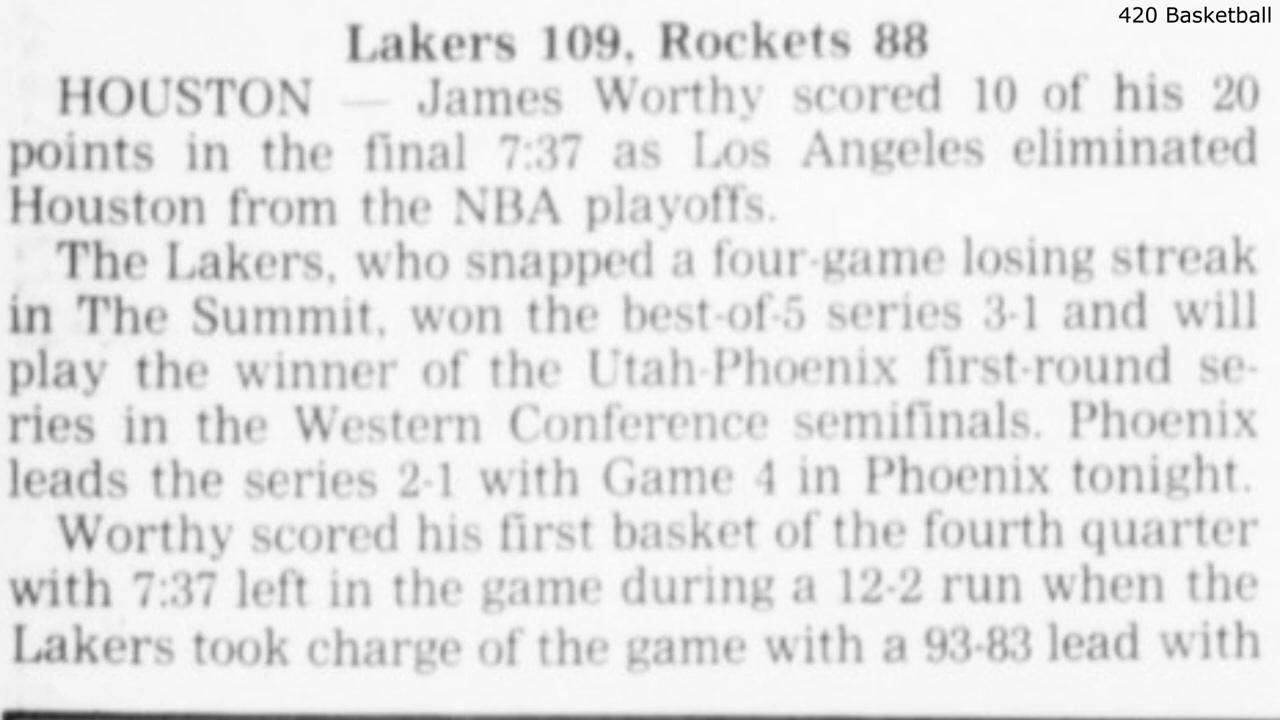 420 Basketball
Lakers 109, Rockets 88
HOUSTON — James Worthy scored 10 of his 20
points in the final 7:37 as Los Angeles eliminated
Houston from the NBA playoffs.
The Lakers, who snapped a four-game losing streak
in The Summit, won the best-of-5 series 3-1 and will
play the winner of the Utah-Phoenix first-round se-
ries in the Western Conference semifinals. Phoenix
leads the series 2-1 with Game 4 in Phoenix tonight.
Worthy scored his first basket of the fourth quarter
with 7:37 left in the game during a 12-2 run when the
Lakers took charge of the game with a 93-83 lead with